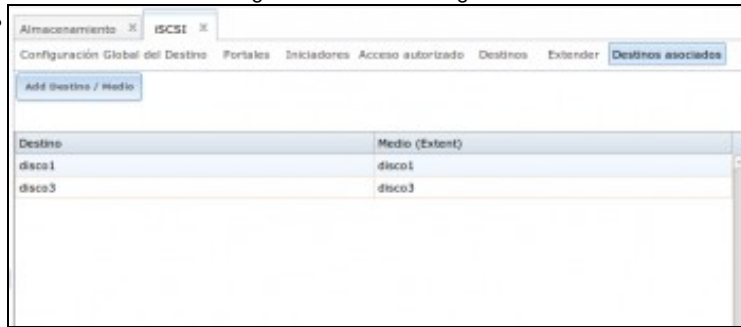 Almacenamiento iSCSI
Configuración Global del Destino Portales Iniciadores Acceso autorizado Destinos Extender Destinos asociados
Add Destino / Medio
Destino Medio (Extent)
disco1 disco1
disco3 disco3